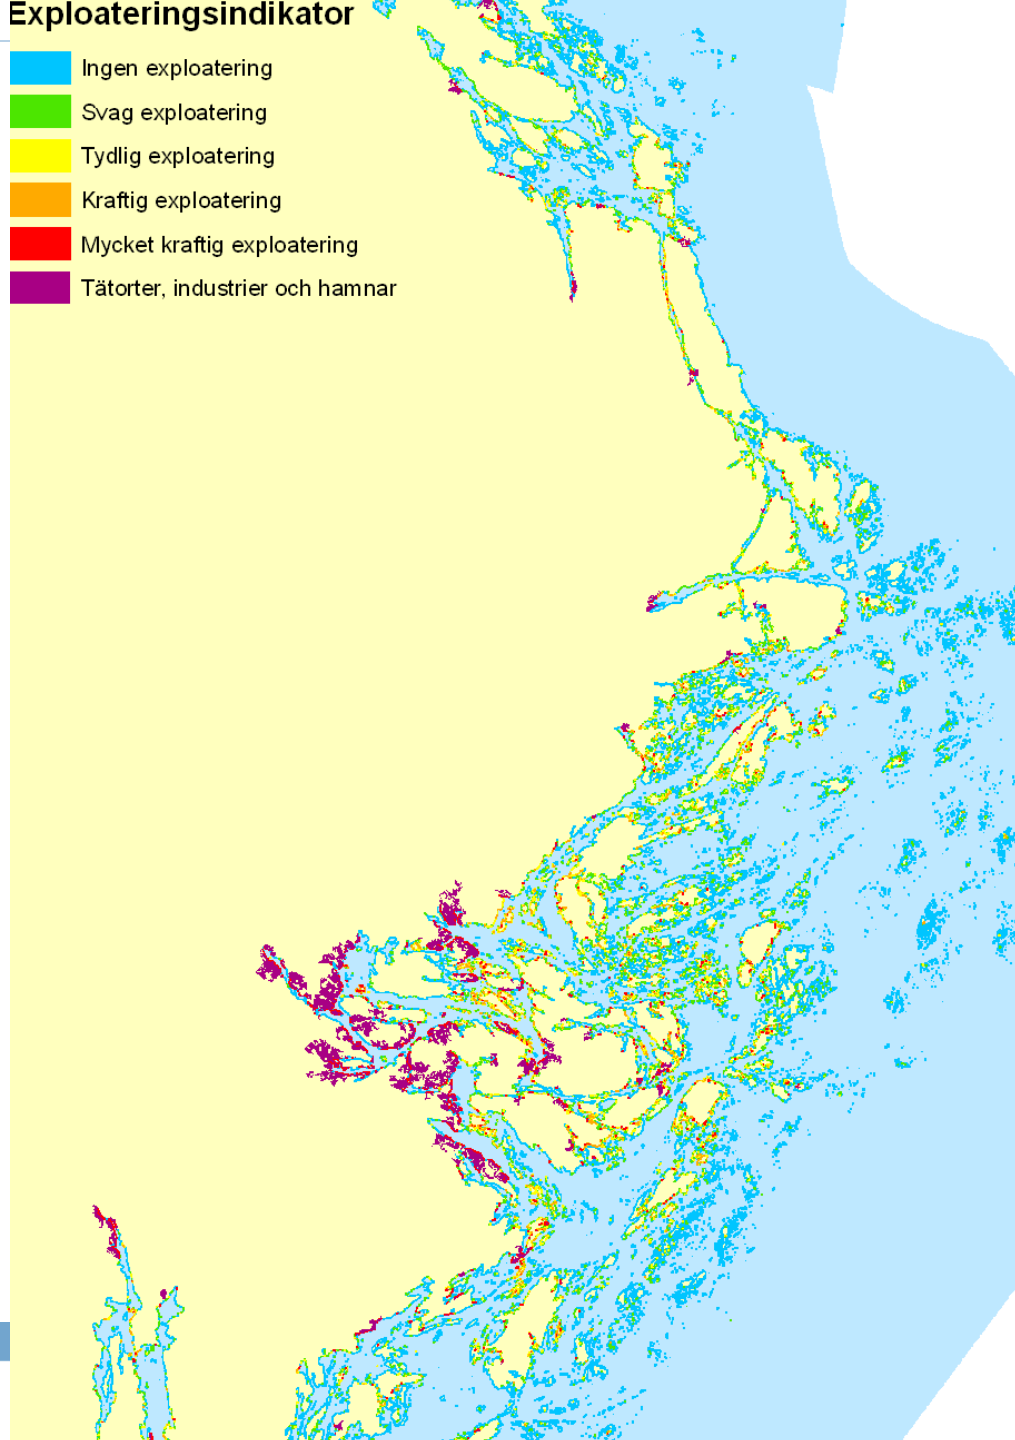 Exploateringsindikator
Ingen exploatering
Svag exploatering
Tydlig exploatering
Kraftig exploatering
Mycket kraftig exploatering
Tätorter, industrier och hamnar